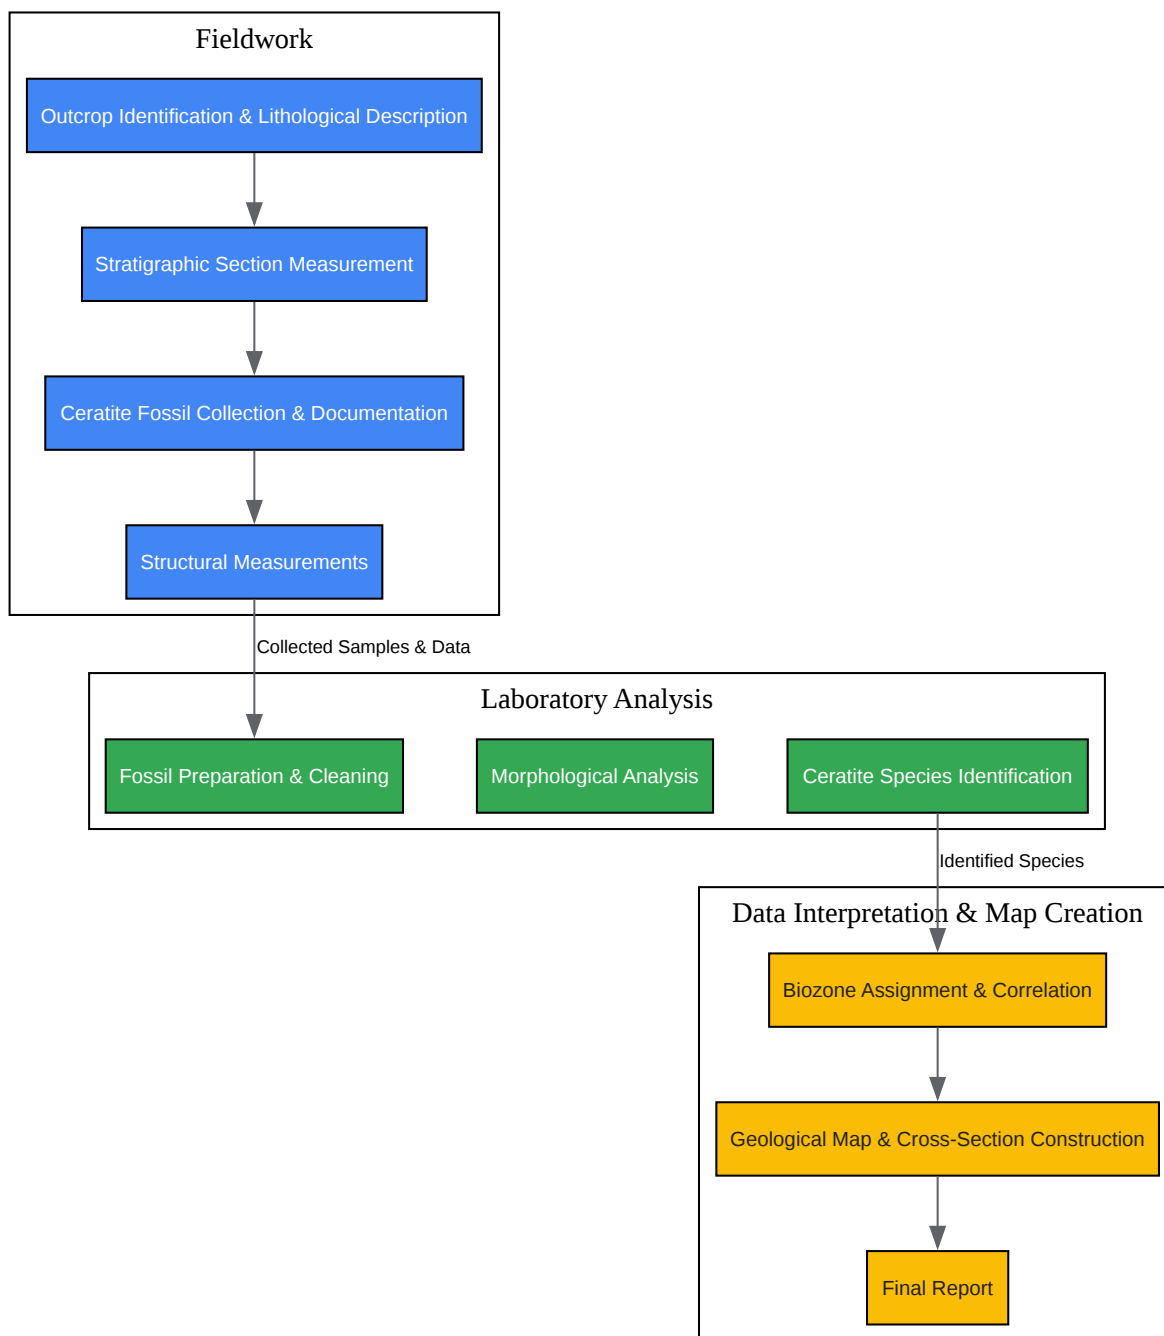 Fieldwork
Outcrop Identification & Lithological Description
Stratigraphic Section Measurement
Ceratite Fossil Collection & Documentation
Structural Measurements
Collected Samples & Data
Laboratory Analysis
Fossil Preparation & Cleaning
Morphological Analysis
Ceratite Species Identification
Identified Species
Data Interpretation & Map Creation
Biozone Assignment & Correlation
Geological Map & Cross-Section Construction
Final Report